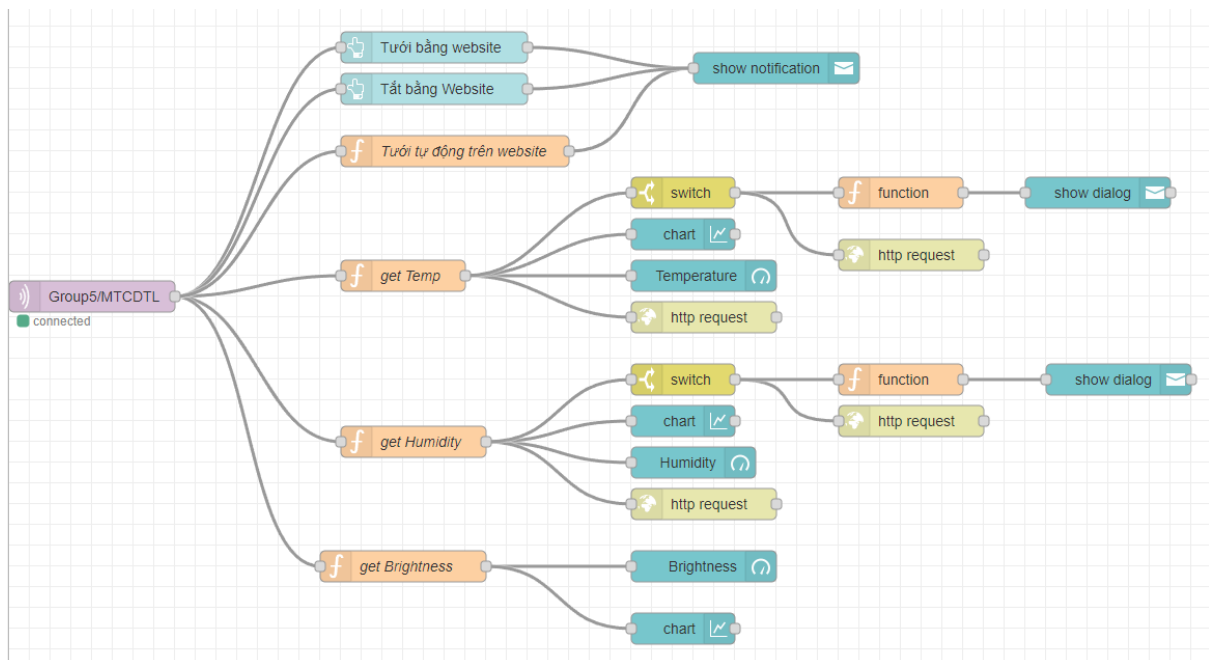 Tưới bằng website
Tắt bằng Website
show notification
Tưới tự động trên website
switch
function
show dialog
chart
http request
get Temp
Temperature
Group5/MTCDTL
connected
http request
switch
function
show dialog
chart
http request
get Humidity
Humidity
http request
get Brightness
Brightness
chart